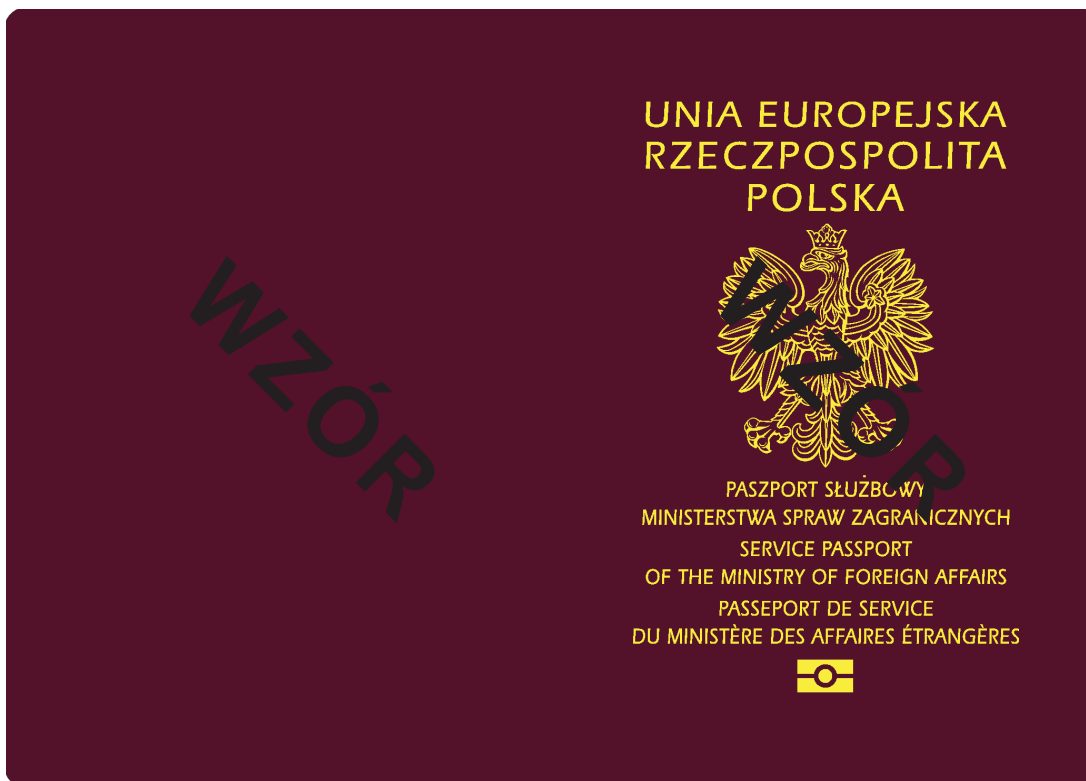 UNIA EUROPEJSKA
RZECZPOSPOLITA
POLSKA
WZÓR
WZÓR
PASZPORT SŁUŻBOWY
MINISTERSTWA SPRAW ZAGRANICZNYCH
SERVICE PASSPORT
OF THE MINISTRY OF FOREIGN AFFAIRS
PASSEPORT DE SERVICE
DU MINISTÈRE DES AFFAIRES ÉTRANGÈRES